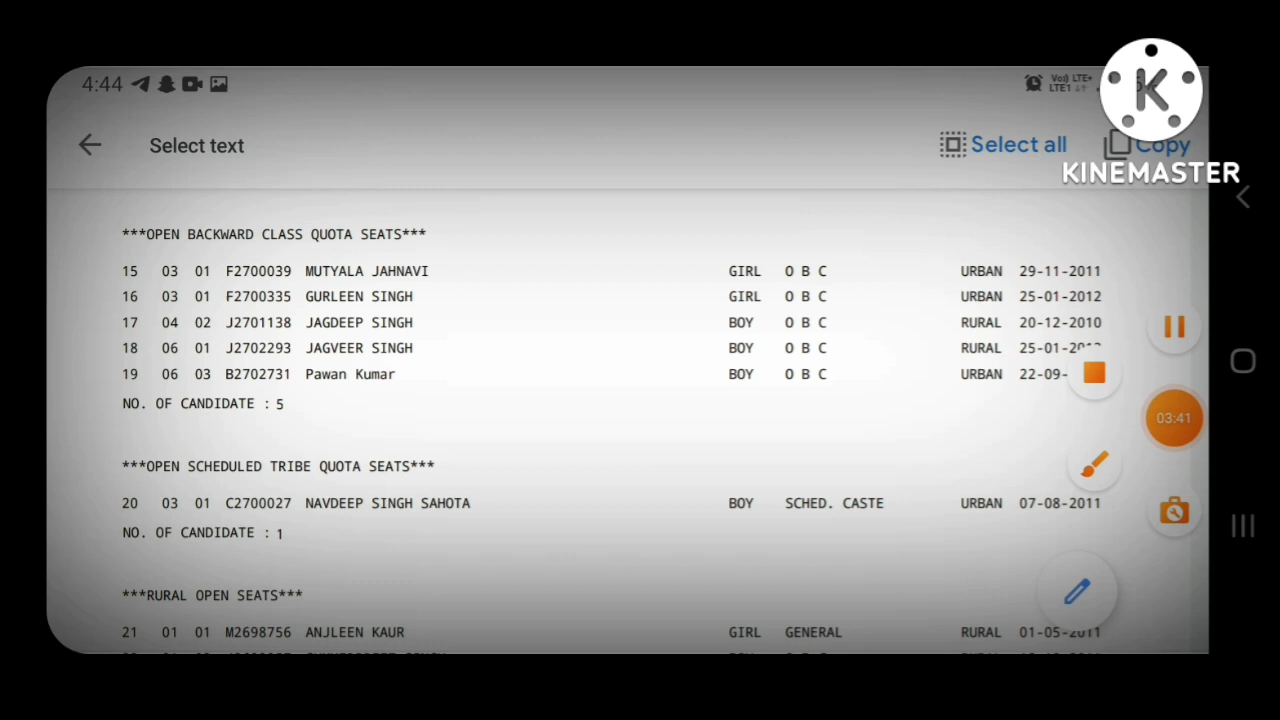 4:44
Vo) LTE+
LTE1
Select text
Select all
Copy
KINEMASTER
***OPEN BACKWARD CLASS QUOTA SEATS***
15 03 01 F2700039 MUTYALA JAHNAVI GIRL O B C URBAN 29-11-2011
16 03 01 F2700335 GURLEEN SINGH GIRL O B C URBAN 25-01-2012
17 04 02 J2701138 JAGDEEP SINGH BOY O B C RURAL 20-12-2010
18 06 01 J2702293 JAGVEER SINGH BOY O B C RURAL 25-01-
19 06 03 B2702731 Pawan Kumar BOY O B C URBAN 22-09-
NO. OF CANDIDATE : 5
03:41
***OPEN SCHEDULED TRIBE QUOTA SEATS***
20 03 01 C2700027 NAVDEEP SINGH SAHOTA BOY SCHED. CASTE URBAN 07-08-2011
NO. OF CANDIDATE : 1
***RURAL OPEN SEATS***
21 01 01 M2698756 ANJLEEN KAUR GIRL GENERAL RURAL 01-05-2011